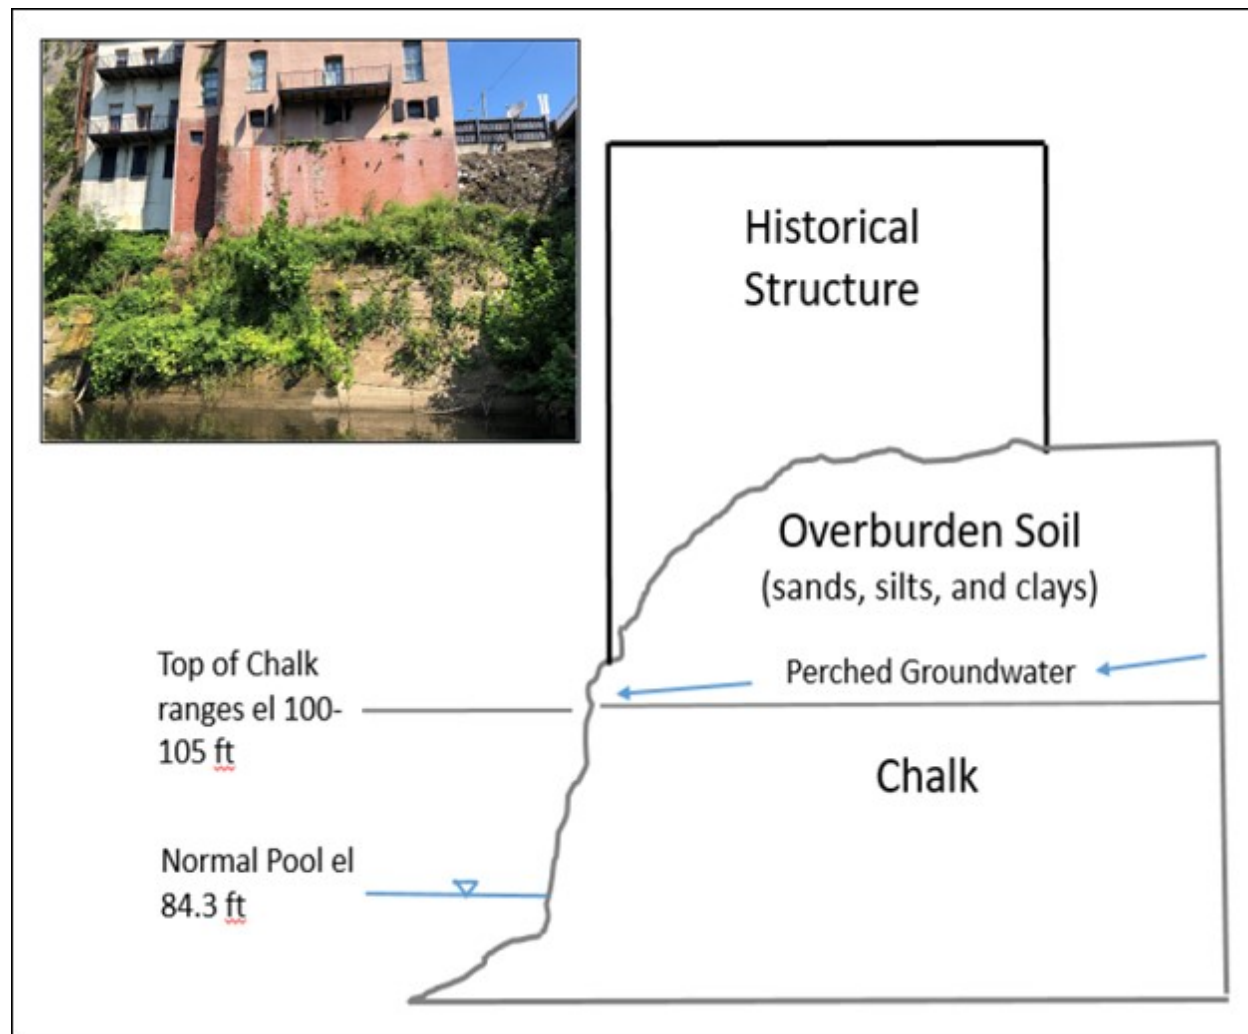 Historical
Structure
Overburden Soil
(sands, silts, and clays)
Perched Groundwater
Top of Chalk
ranges el 100-
105 ft
Chalk
Normal Pool el
84.3 ft